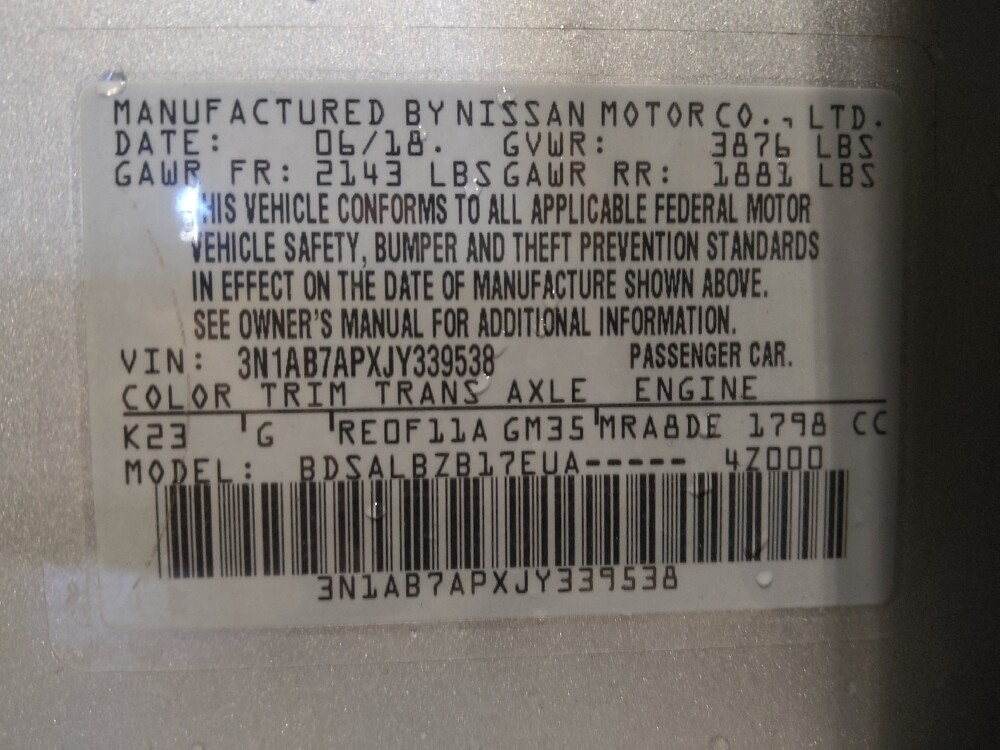 MANUFACTURED BY NISSAN MOTOR CO., LTD.
DATE: 06/18. GVWR: 3876 LBS
GAWR FR: 2143 LBS GAWR RR: 1881 LBS
THIS VEHICLE CONFORMS TO ALL APPLICABLE FEDERAL MOTOR
VEHICLE SAFETY, BUMPER AND THEFT PREVENTION STANDARDS
IN EFFECT ON THE DATE OF MANUFACTURE SHOWN ABOVE.
SEE OWNER'S MANUAL FOR ADDITIONAL INFORMATION.
VIN: 3N1AB7APXJY339538 PASSENGER CAR.
COLOR TRIM TRANS AXLE ENGINE
K23 G RE0F11A GM35 MRA8DE 1798 CC
MODEL: BDSALBZB17EUA----- 4Z000
3N1AB7APXJY339538